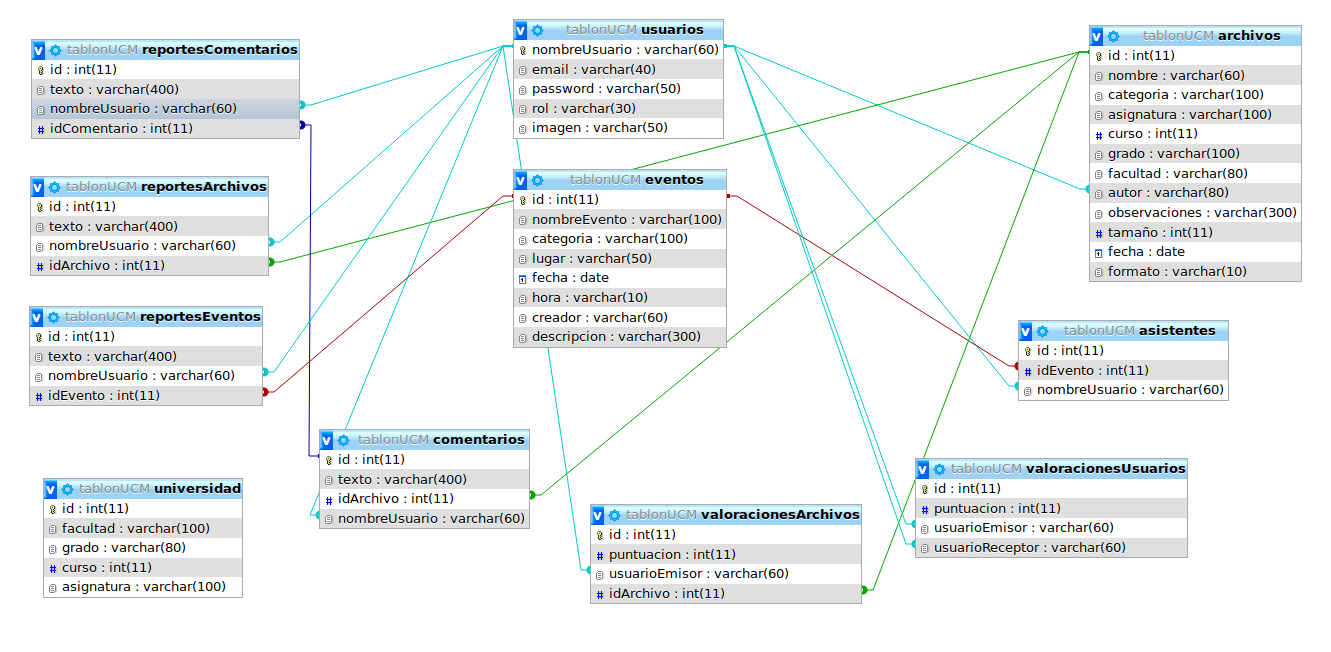 tablonUCM reportesComentarios
id : int(11)
texto : varchar(400)
nombreUsuario : varchar(60)
idComentario : int(11)
tablonUCM usuarios
nombreUsuario : varchar(60)
email : varchar(40)
password : varchar(50)
rol : varchar(30)
imagen : varchar(50)
tablonUCM archivos
id : int(11)
nombre : varchar(60)
categoria : varchar(100)
asignatura : varchar(100)
curso : int(11)
grado : varchar(100)
facultad : varchar(80)
autor : varchar(80)
observaciones : varchar(300)
tamaño : int(11)
fecha : date
formato : varchar(10)
tablonUCM reportesArchivos
id : int(11)
texto : varchar(400)
nombreUsuario : varchar(60)
idArchivo : int(11)
tablonUCM eventos
id : int(11)
nombreEvento : varchar(100)
categoria : varchar(100)
lugar : varchar(50)
fecha : date
hora : varchar(10)
creador : varchar(60)
descripcion : varchar(300)
tablonUCM reportesEventos
id : int(11)
texto : varchar(400)
nombreUsuario : varchar(60)
idEvento : int(11)
tablonUCM asistentes
id : int(11)
idEvento : int(11)
nombreUsuario : varchar(60)
tablonUCM comentarios
id : int(11)
texto : varchar(400)
idArchivo : int(11)
nombreUsuario : varchar(60)
tablonUCM universidad
id : int(11)
facultad : varchar(100)
grado : varchar(80)
curso : int(11)
asignatura : varchar(100)
tablonUCM valoracionesArchivos
id : int(11)
puntuacion : int(11)
usuarioEmisor : varchar(60)
idArchivo : int(11)
tablonUCM valoracionesUsuarios
id : int(11)
puntuacion : int(11)
usuarioEmisor : varchar(60)
usuarioReceptor : varchar(60)